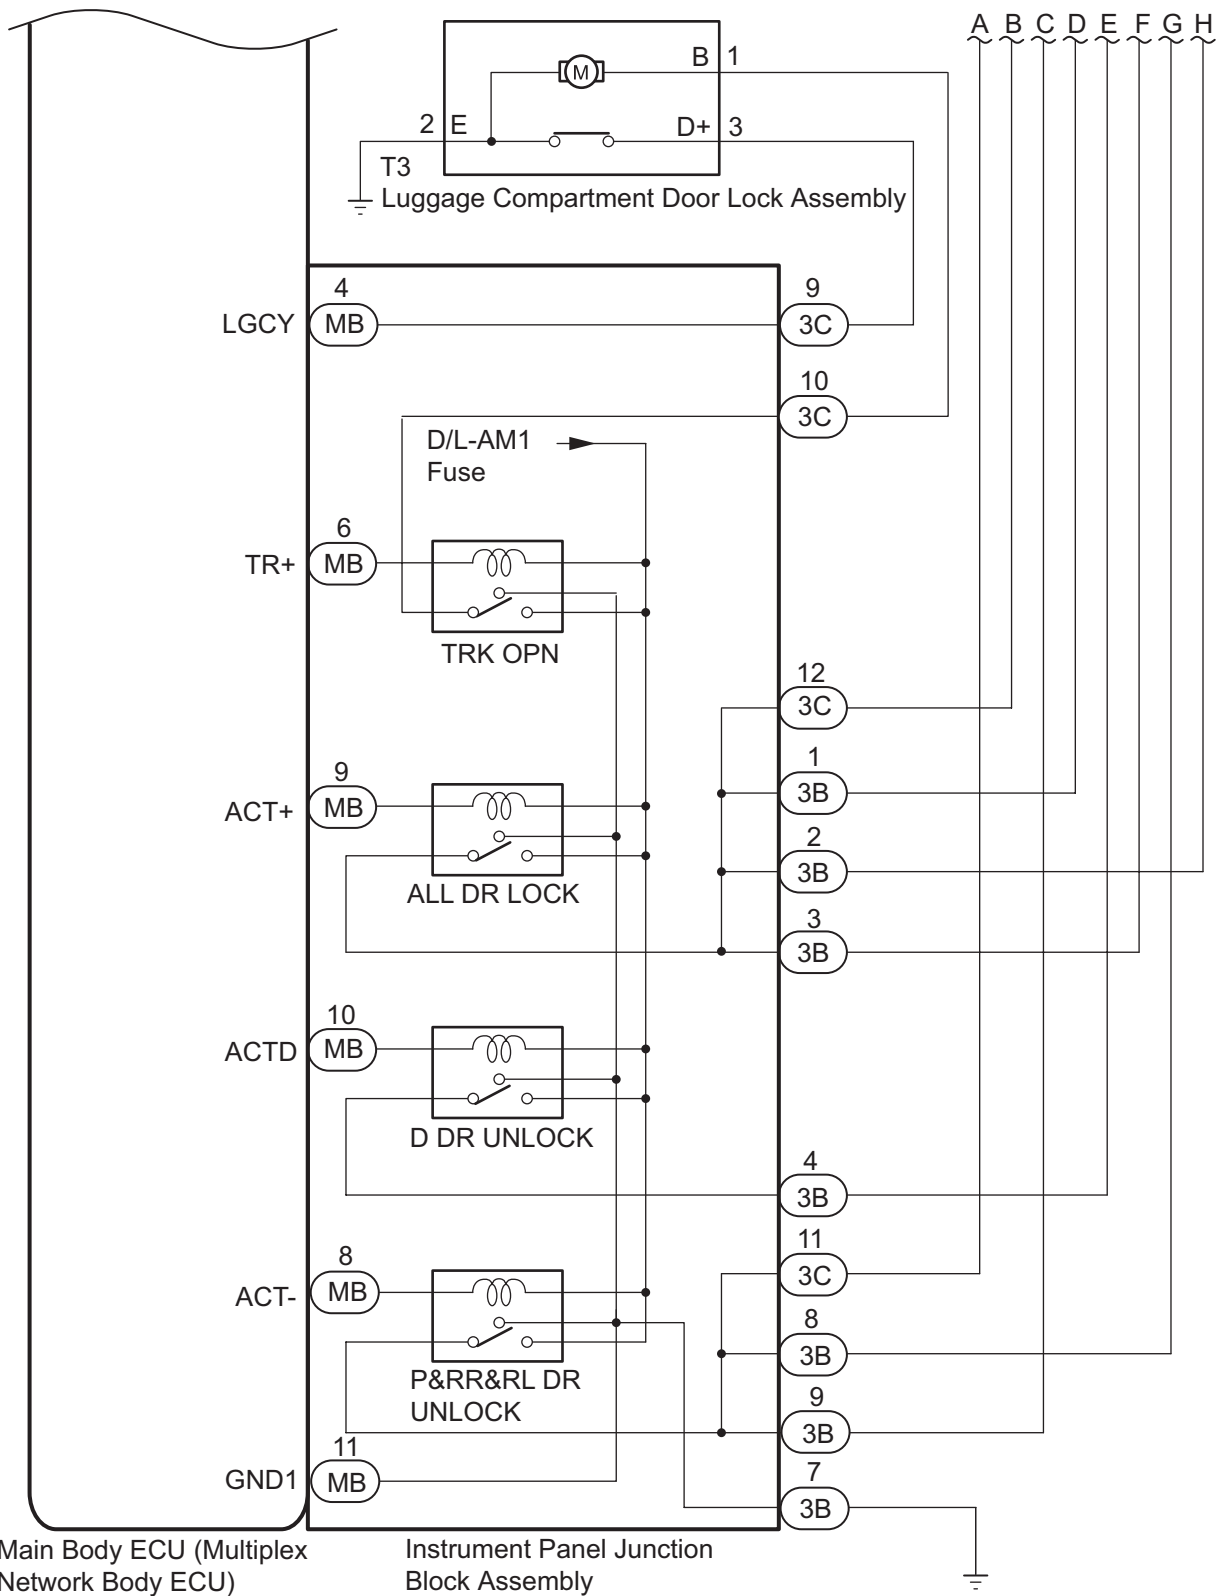 A B C D E F G H
M B 1
2 E D+ 3
T3
Luggage Compartment Door Lock Assembly
4 9
LGCY MB 3C
10
3C
D/L-AM1
Fuse
6
TR+ MB
TRK OPN
12
3C
9 1
ACT+ MB 3B
2
3B
ALL DR LOCK
3
3B
10
ACTD MB
D DR UNLOCK
4
3B
11
3C
8
ACT- MB
8
3B
P&RR&RL DR
UNLOCK
9
3B
11
GND1 MB
7
3B
Main Body ECU (Multiplex
Network Body ECU)
Instrument Panel Junction
Block Assembly